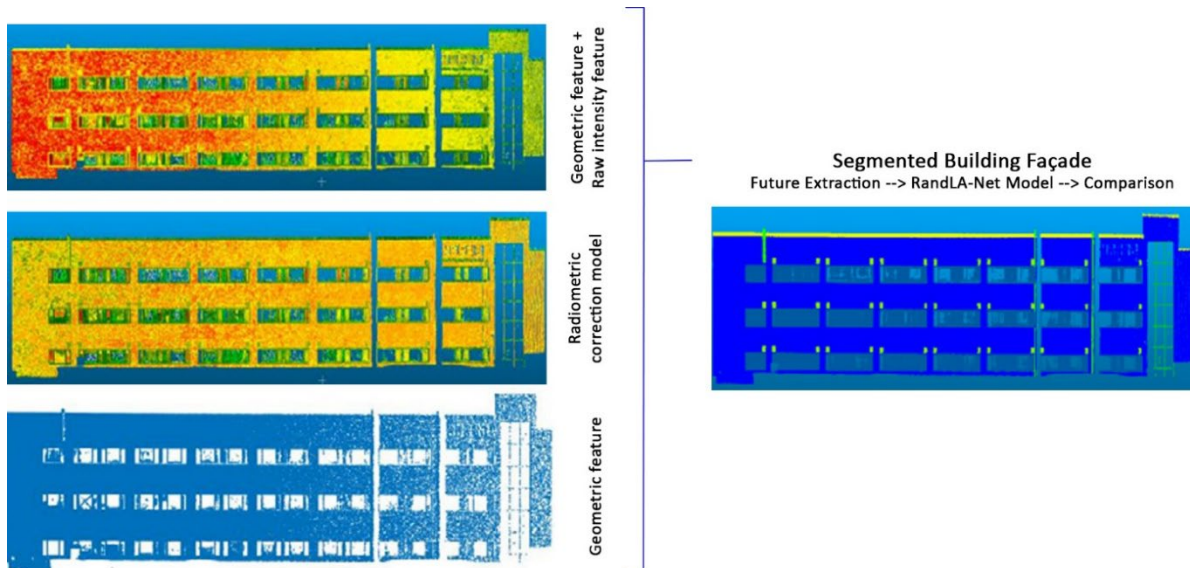 Geometric feature +
Raw intensity feature
Radiometric
correction model
Geometric feature
Segmented Building Façade
Future Extraction --> RandLA-Net Model --> Comparison